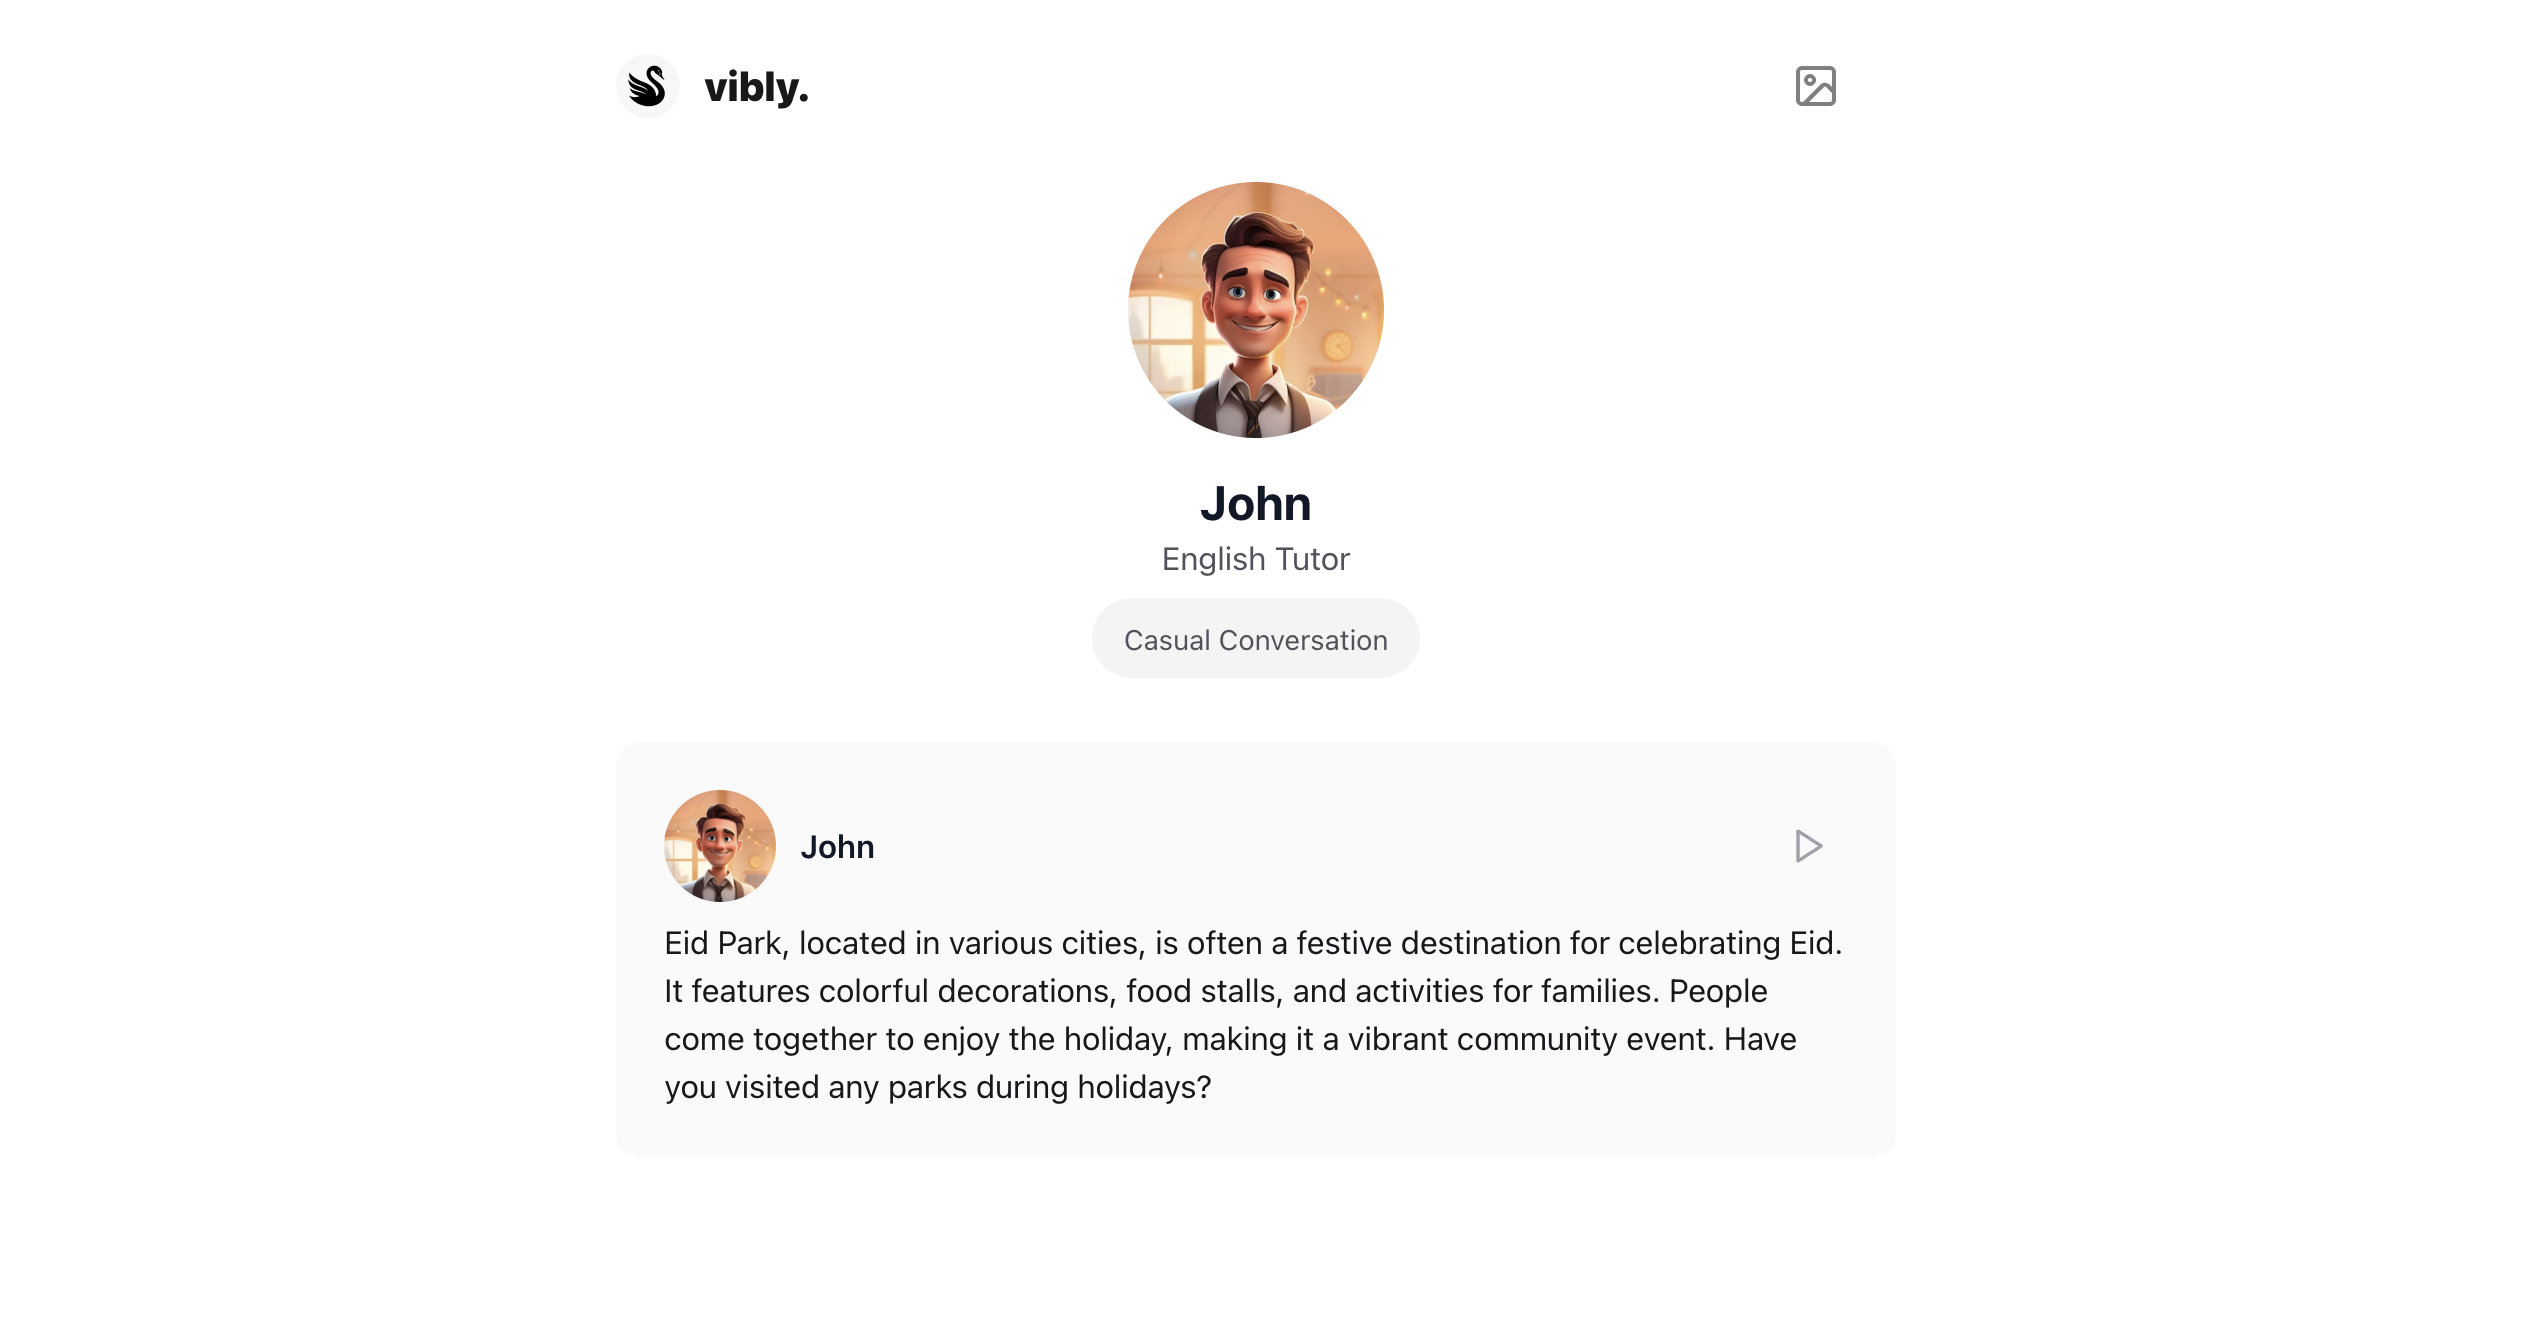 vibly.
John
English Tutor
Casual Conversation
John
Eid Park, located in various cities, is often a festive destination for celebrating Eid.
It features colorful decorations, food stalls, and activities for families. People
come together to enjoy the holiday, making it a vibrant community event. Have
you visited any parks during holidays?